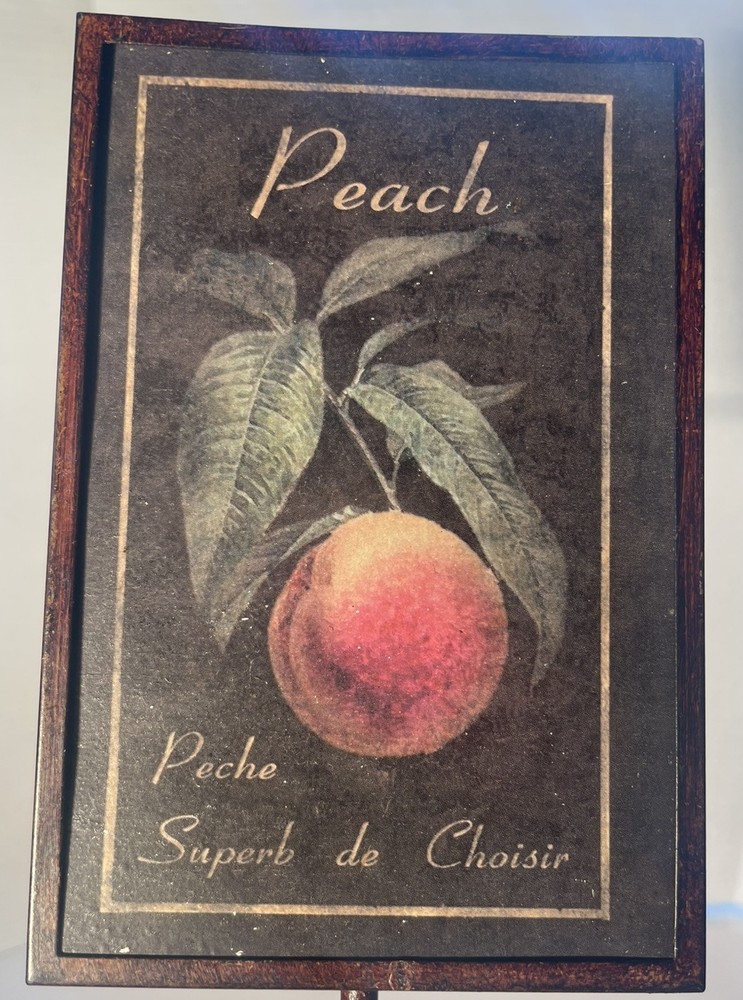 Peach
Peche
Superb de Choisir